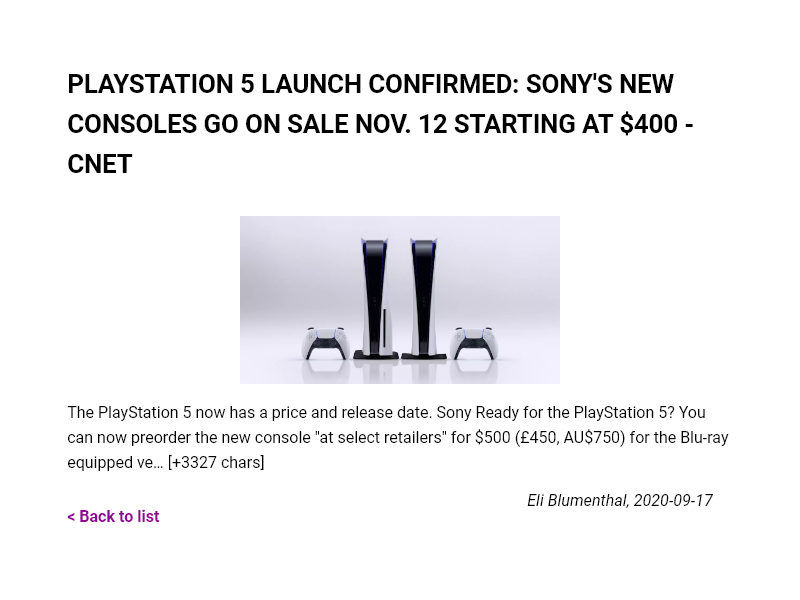 PLAYSTATION 5 LAUNCH CONFIRMED: SONY'S NEW
CONSOLES GO ON SALE NOV. 12 STARTING AT $400 -
CNET
The PlayStation 5 now has a price and release date. Sony Ready for the PlayStation 5? You
can now preorder the new console "at select retailers" for $500 (£450, AU$750) for the Blu-ray
equipped ve… [+3327 chars]
Eli Blumenthal, 2020-09-17
< Back to list